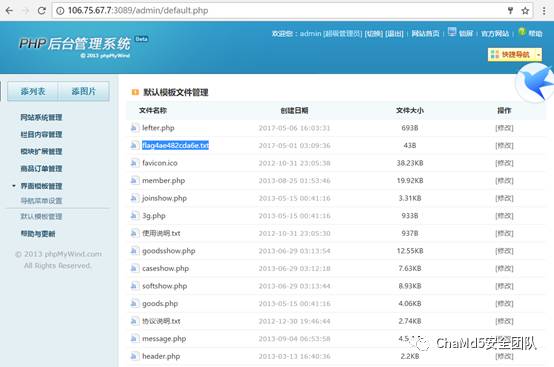 106.75.67.7:3089/admin/default.php
PHP 后台管理系统 Beta
© 2013 phpMyWind
欢迎您：admin [超级管理员] [切换] [退出] | 网站首页 | 锁屏 | 官方网站 | 帮助
快捷导航
添列表 添图片
网站系统管理
栏目内容管理
模块扩展管理
商品订单管理
界面模板管理
导航菜单设置
默认模板管理
帮助与更新
© 2013 phpMyWind.com
All Rights Reserved.
默认模板文件管理
文件名称 创建日期 文件大小 操作
lefter.php 2017-05-06 16:03:31 693B [修改]
flag4ae482cda6e.txt 2017-05-01 03:09:36 43B [修改]
favicon.ico 2012-10-31 23:05:38 38.23KB [修改]
member.php 2013-08-25 01:53:46 19.92KB [修改]
joinshow.php 2013-05-15 00:41:16 3.31KB [修改]
3g.php 2013-05-15 00:41:16 933B [修改]
使用说明.txt 2012-10-31 23:05:30 937B [修改]
goodsshow.php 2013-06-29 03:13:54 12.55KB [修改]
caseshow.php 2013-06-29 03:12:18 7.63KB [修改]
softshow.php 2013-06-29 03:13:44 8.93KB [修改]
goods.php 2013-05-15 00:41:16 4.06KB [修改]
协议说明.txt 2012-12-30 19:46:44 2.74KB [修改]
message.php 2013-09-04 06:53:58
header.php 2013-03-13 16:40:36 2.2KB [修改]
ChaMd5安全团队